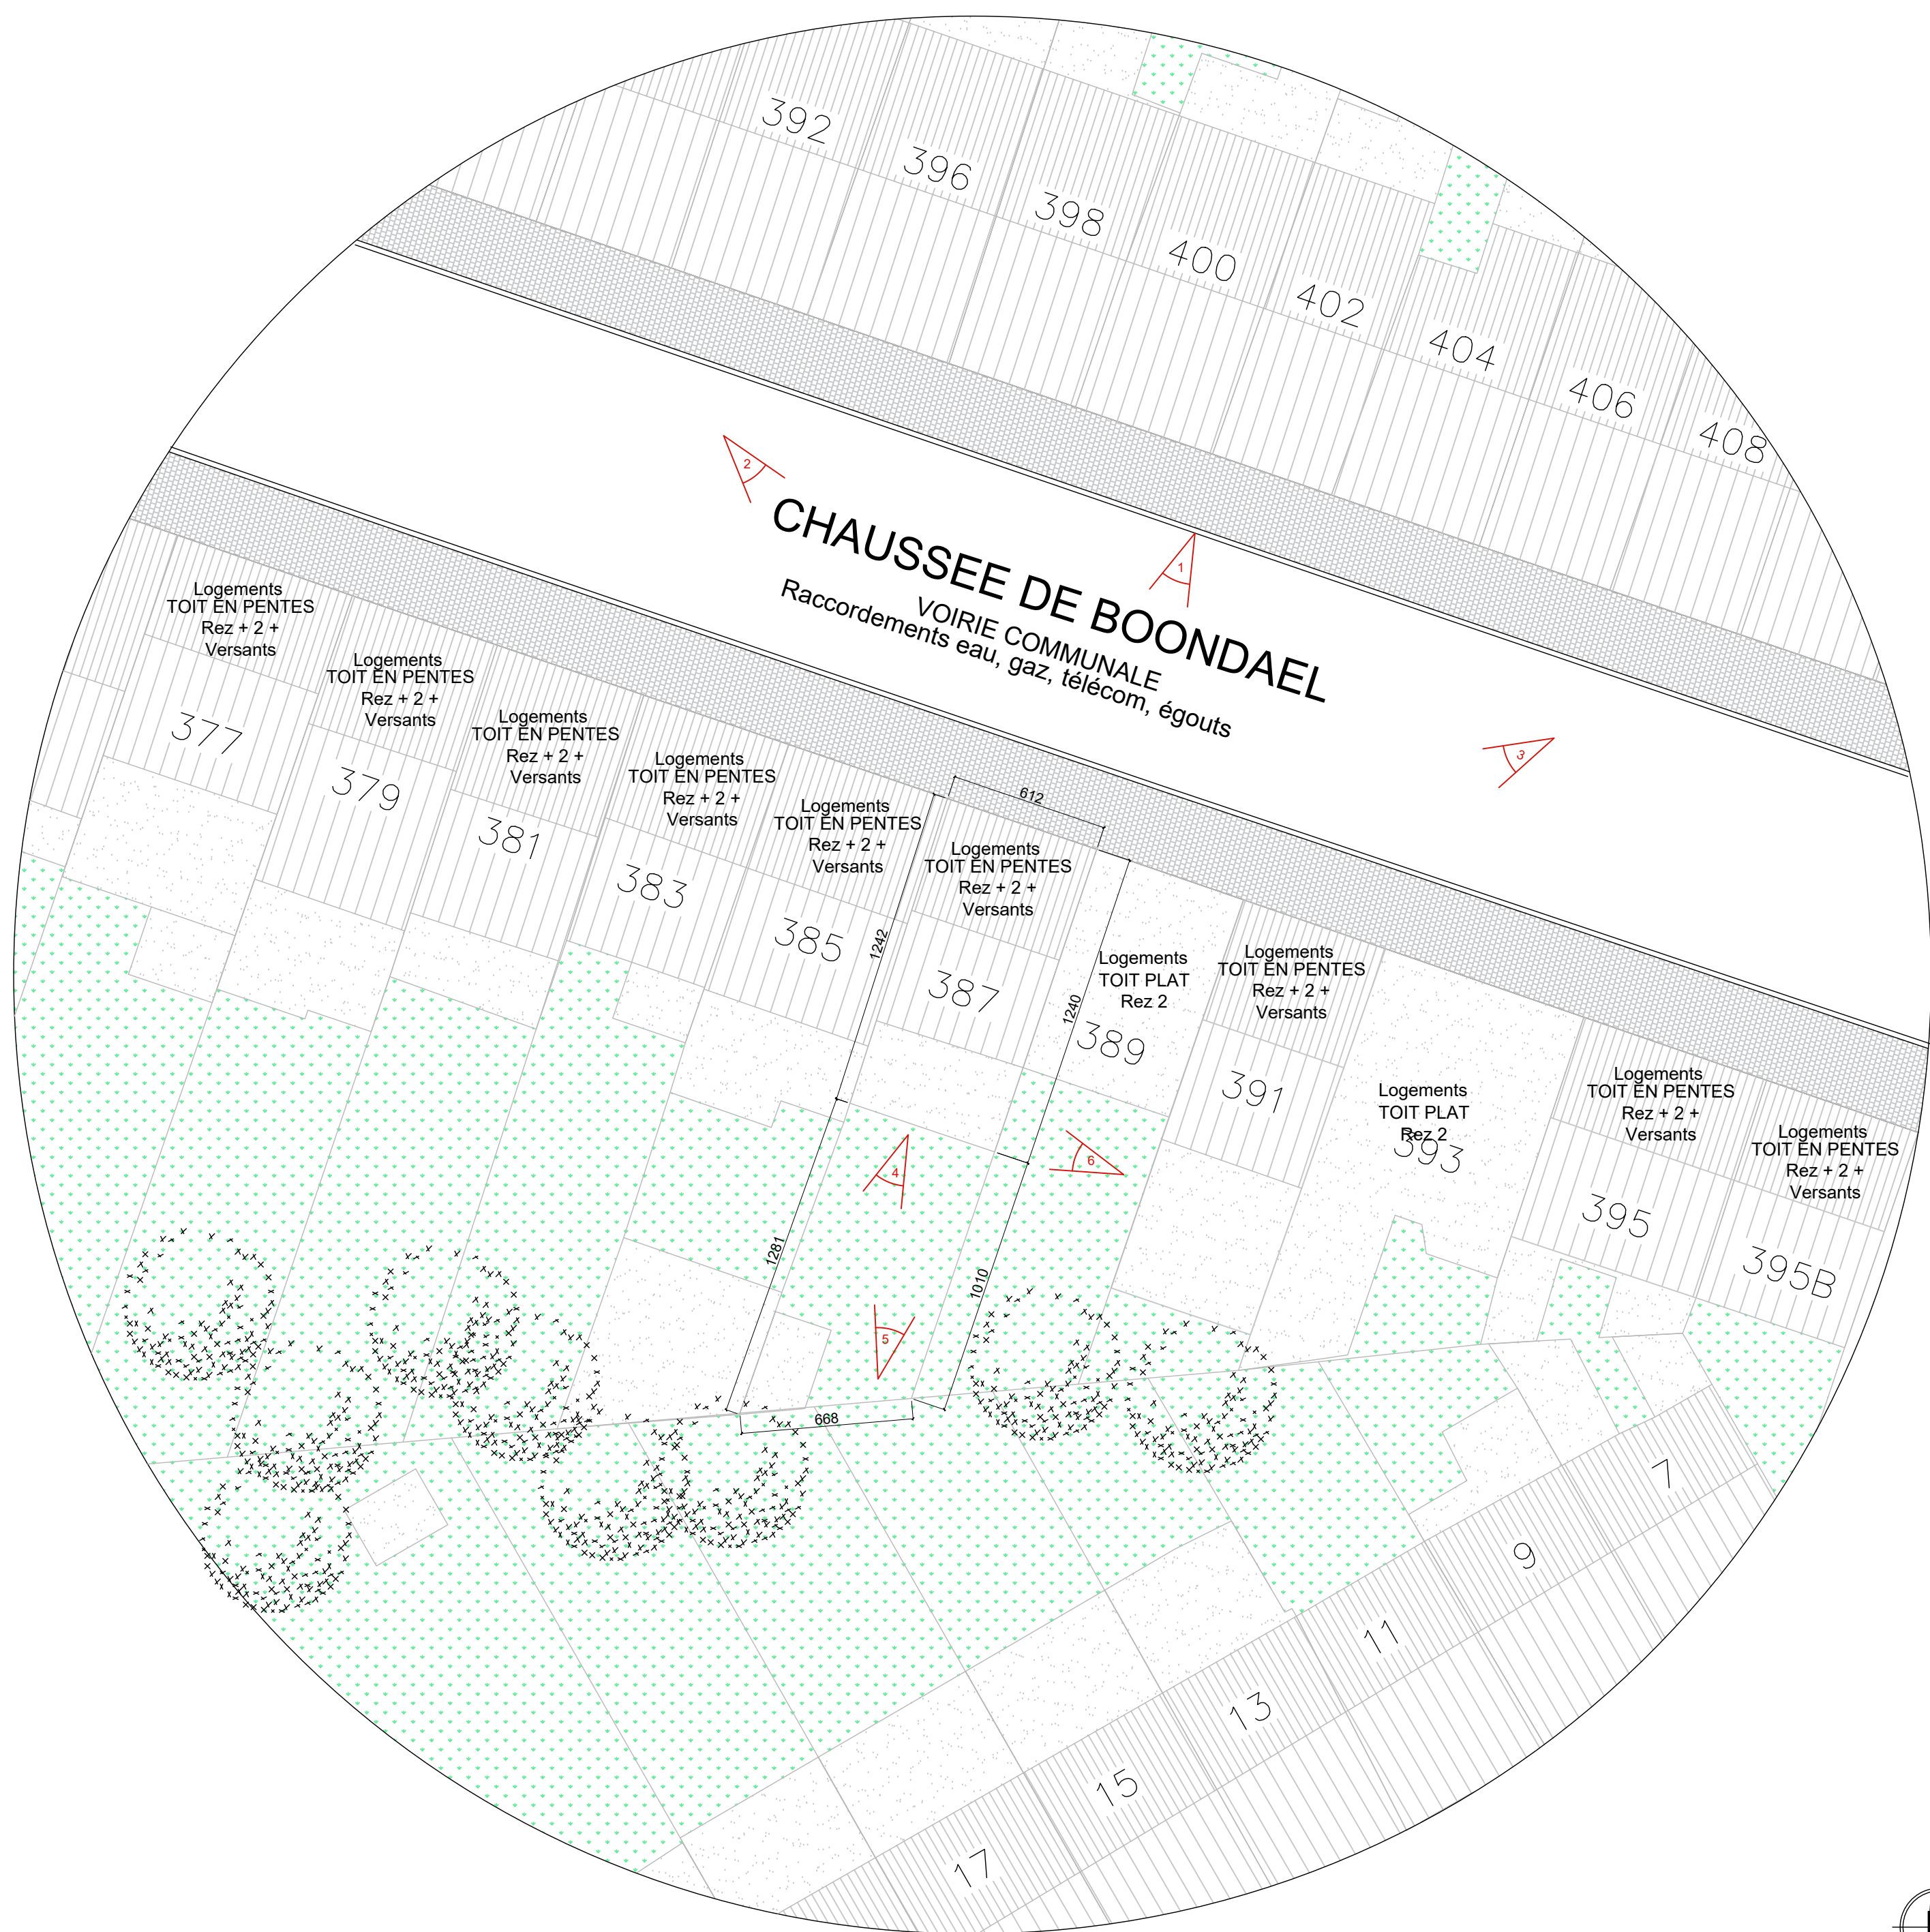 392
396
398
400
402
404
406
408
2
1
3
CHAUSSEE DE BOONDAEL
VOIRIE COMMUNALE
Raccordements eau, gaz, télécom, égouts
Logements
TOIT EN PENTES
Rez + 2 +
Versants
377
Logements
TOIT EN PENTES
Rez + 2 +
Versants
379
Logements
TOIT EN PENTES
Rez + 2 +
Versants
381
Logements
TOIT EN PENTES
Rez + 2 +
Versants
383
Logements
TOIT EN PENTES
Rez + 2 +
Versants
385
612
1242
Logements
TOIT EN PENTES
Rez + 2 +
Versants
387
1240
Logements
TOIT PLAT
Rez 2
389
Logements
TOIT EN PENTES
Rez + 2 +
Versants
391
Logements
TOIT PLAT
Rez 2
393
Logements
TOIT EN PENTES
Rez + 2 +
Versants
395
Logements
TOIT EN PENTES
Rez + 2 +
Versants
395B
4
6
1281
1010
5
668
7
9
11
13
15
17